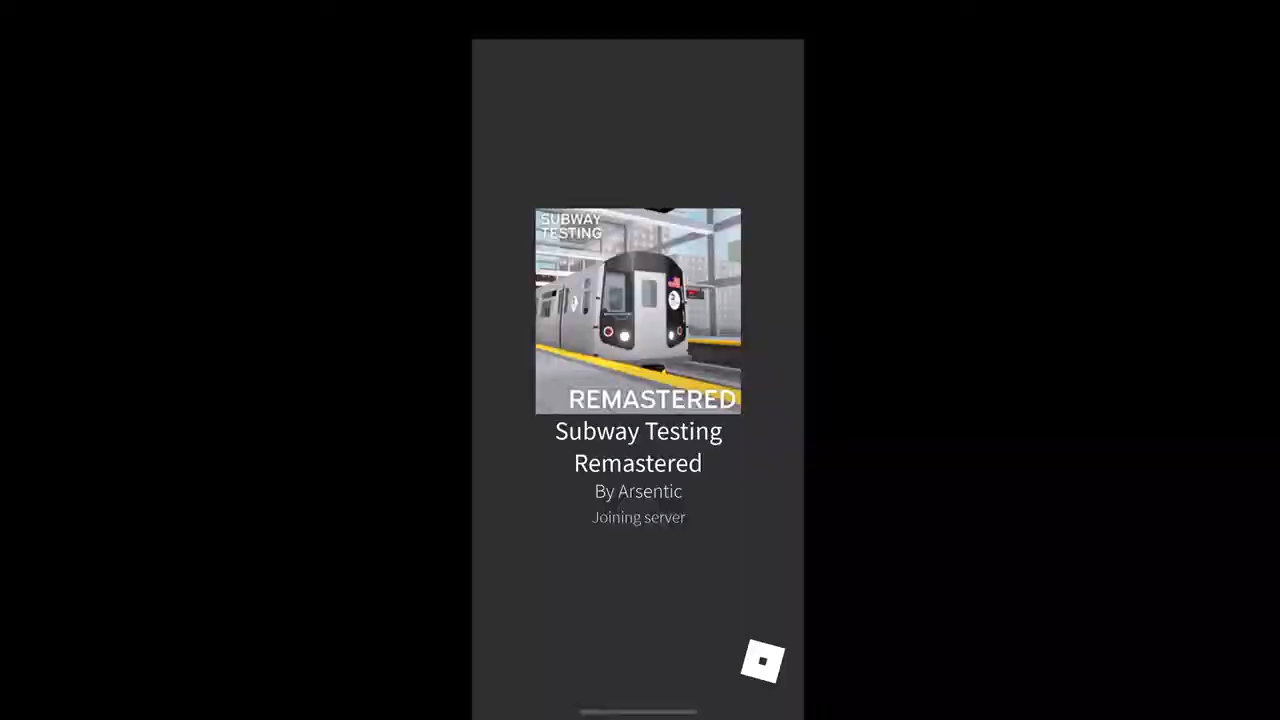 SUBWAY
TESTING
REMASTERED
Subway Testing
Remastered
By Arsentic
Joining server